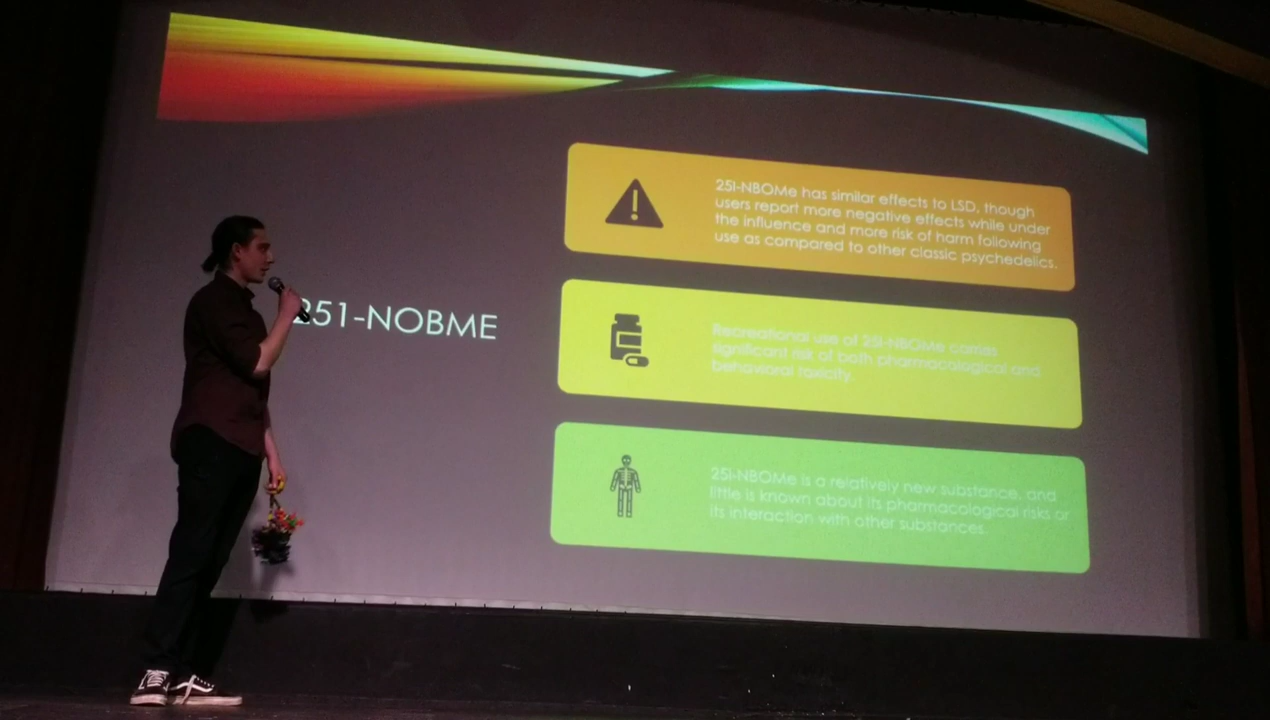 251-NOBME
25I-NBOMe has similar effects to LSD, though
users report more negative effects while under
the influence and more risk of harm following
use as compared to other classic psychedelics.
Recreational use of 25I-NBOMe carries
significant risk of both pharmacological and
behavioral toxicity.
25I-NBOMe is a relatively new substance, and
little is known about its pharmacological risks or
its interaction with other substances.